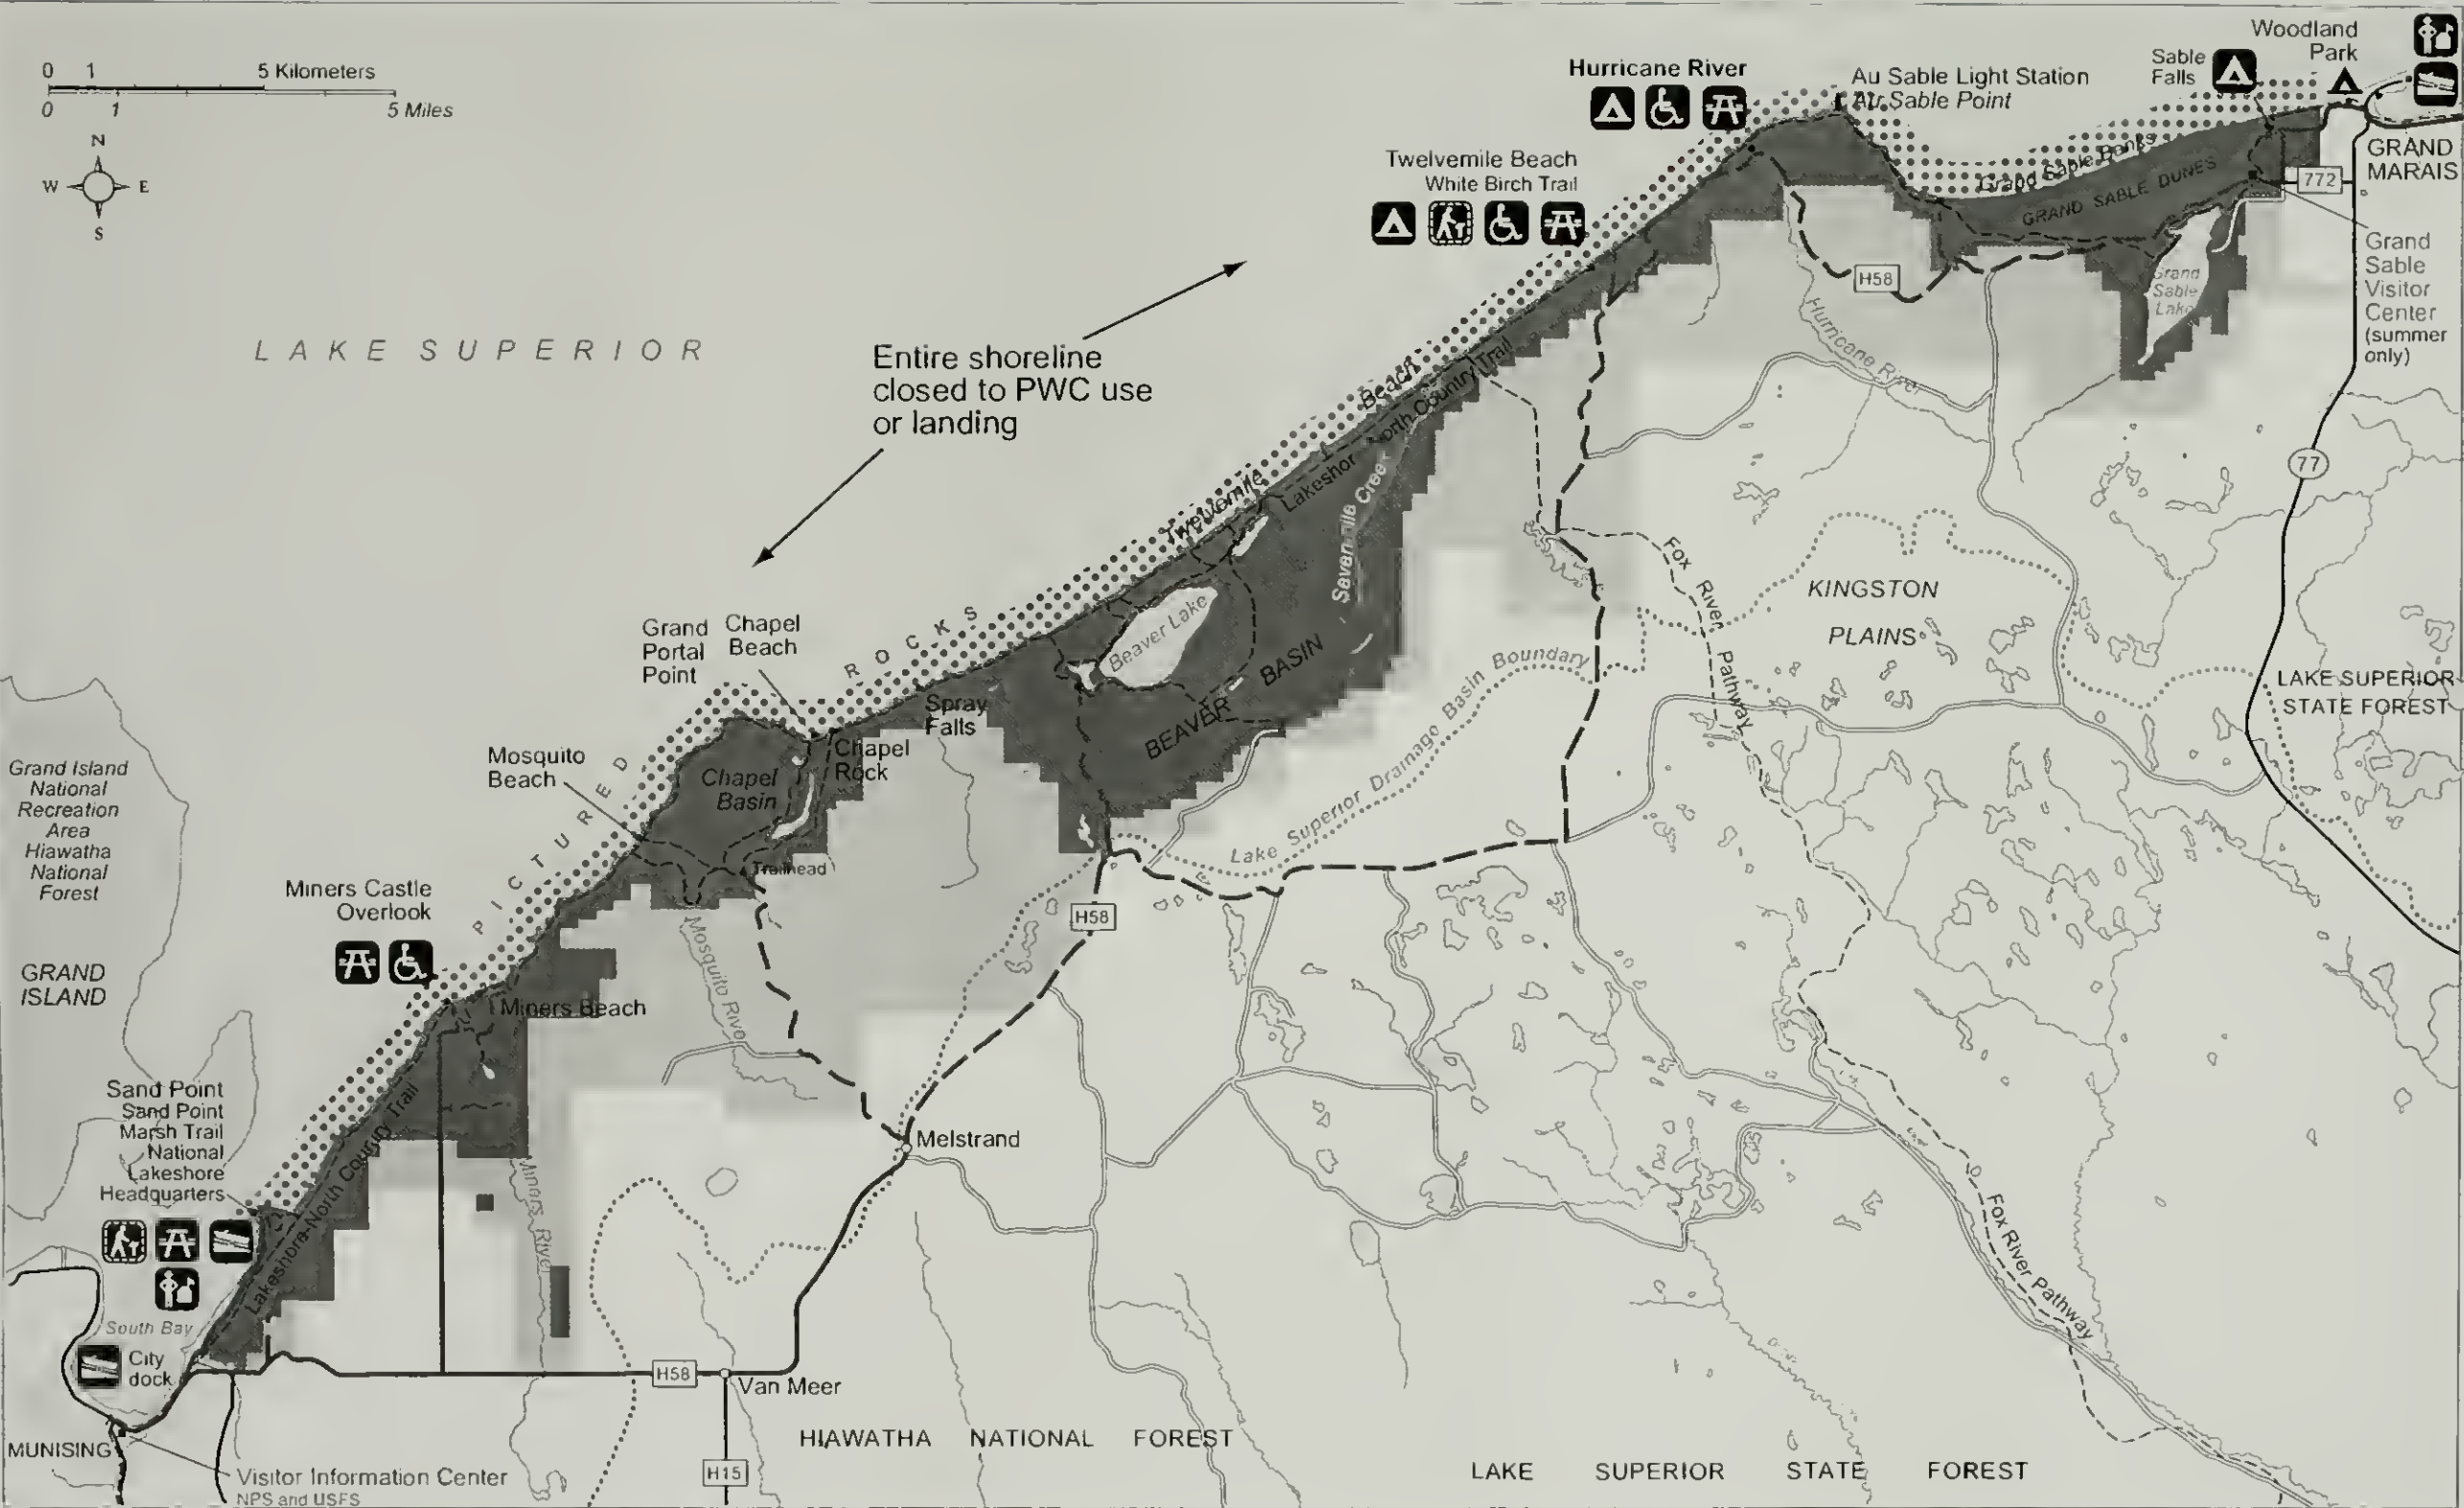 0 1 5 Kilometers
0 1 5 Miles
N
W E
S
LAKE SUPERIOR
Entire shoreline
closed to PWC use
or landing
Hurricane River
Au Sable Light Station
Au Sable Point
Sable
Falls
Woodland
Park
GRAND
MARAIS
772
Twelvemile Beach
White Birch Trail
Grand Sable Banks
GRAND SABLE DUNES
Grand
Sable
Lake
Grand
Sable
Visitor
Center
(summer
only)
H58
Hurricane River
77
Twelvemile Beach
Lakeshor
orth Country Trail
Sevenmile Creek
Beaver Lake
BEAVER BASIN
Fox River Pathway
KINGSTON
PLAINS
LAKE SUPERIOR
STATE FOREST
Lake Superior Drainage Basin Boundary
Grand
Portal
Point
Chapel
Beach
PICTURED ROCKS
Spray
Falls
Chapel
Rock
Chapel
Basin
Mosquito
Beach
Trailhead
Grand Island
National
Recreation
Area
Hiawatha
National
Forest
GRAND
ISLAND
Miners Castle
Overlook
Mosquito River
H58
Miners Beach
Sand Point
Sand Point
Marsh Trail
National
Lakeshore
Headquarters
Lakeshore-North Country Trail
Miners River
Melstrand
South Bay
City
dock
H58
Van Meer
Fox River Pathway
MUNISING
HIAWATHA NATIONAL FOREST
H15
Visitor Information Center
NPS and USFS
LAKE SUPERIOR STATE FOREST